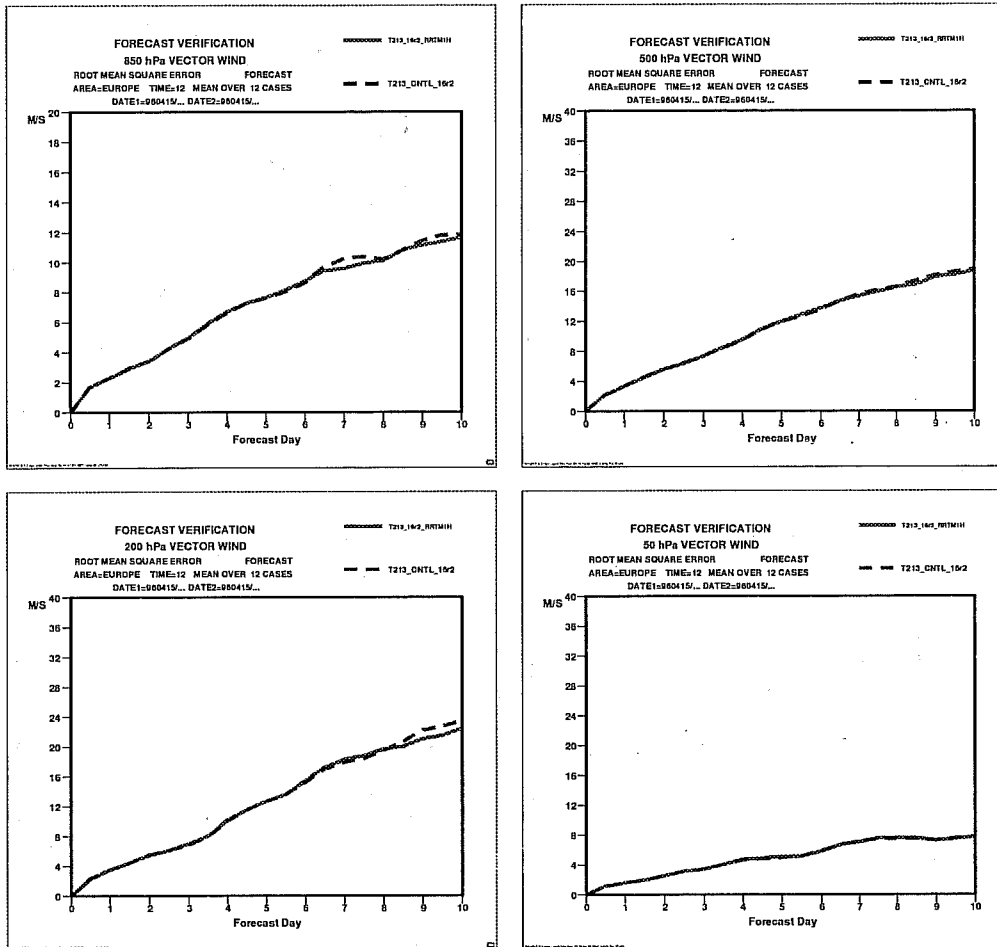 FORECAST VERIFICATION
850 hPa VECTOR WIND
ROOT MEAN SQUARE ERROR FORECAST
AREA=EUROPE TIME=12 MEAN OVER 12 CASES
DATE1=960415/... DATE2=960415/...
T213_16r2_RRTM1H
T213_CNTL_16r2
M/S
20
18
16
14
12
10
8
6
4
2
0
0 1 2 3 4 5 6 7 8 9 10
Forecast Day
FORECAST VERIFICATION
500 hPa VECTOR WIND
ROOT MEAN SQUARE ERROR FORECAST
AREA=EUROPE TIME=12 MEAN OVER 12 CASES
DATE1=960415/... DATE2=960415/...
T213_16r2_RRTM1H
T213_CNTL_16r2
M/S
40
36
32
28
24
20
16
12
8
4
0
0 1 2 3 4 5 6 7 8 9 10
Forecast Day
FORECAST VERIFICATION
200 hPa VECTOR WIND
ROOT MEAN SQUARE ERROR FORECAST
AREA=EUROPE TIME=12 MEAN OVER 12 CASES
DATE1=960415/... DATE2=960415/...
T213_16r2_RRTM1H
T213_CNTL_16r2
M/S
40
36
32
28
24
20
16
12
8
4
0
0 1 2 3 4 5 6 7 8 9 10
Forecast Day
FORECAST VERIFICATION
50 hPa VECTOR WIND
ROOT MEAN SQUARE ERROR FORECAST
AREA=EUROPE TIME=12 MEAN OVER 12 CASES
DATE1=960415/... DATE2=960415/...
T213_16r2_RRTM1H
T213_CNTL_16r2
M/S
40
36
32
28
24
20
16
12
8
4
0
0 1 2 3 4 5 6 7 8 9 10
Forecast Day